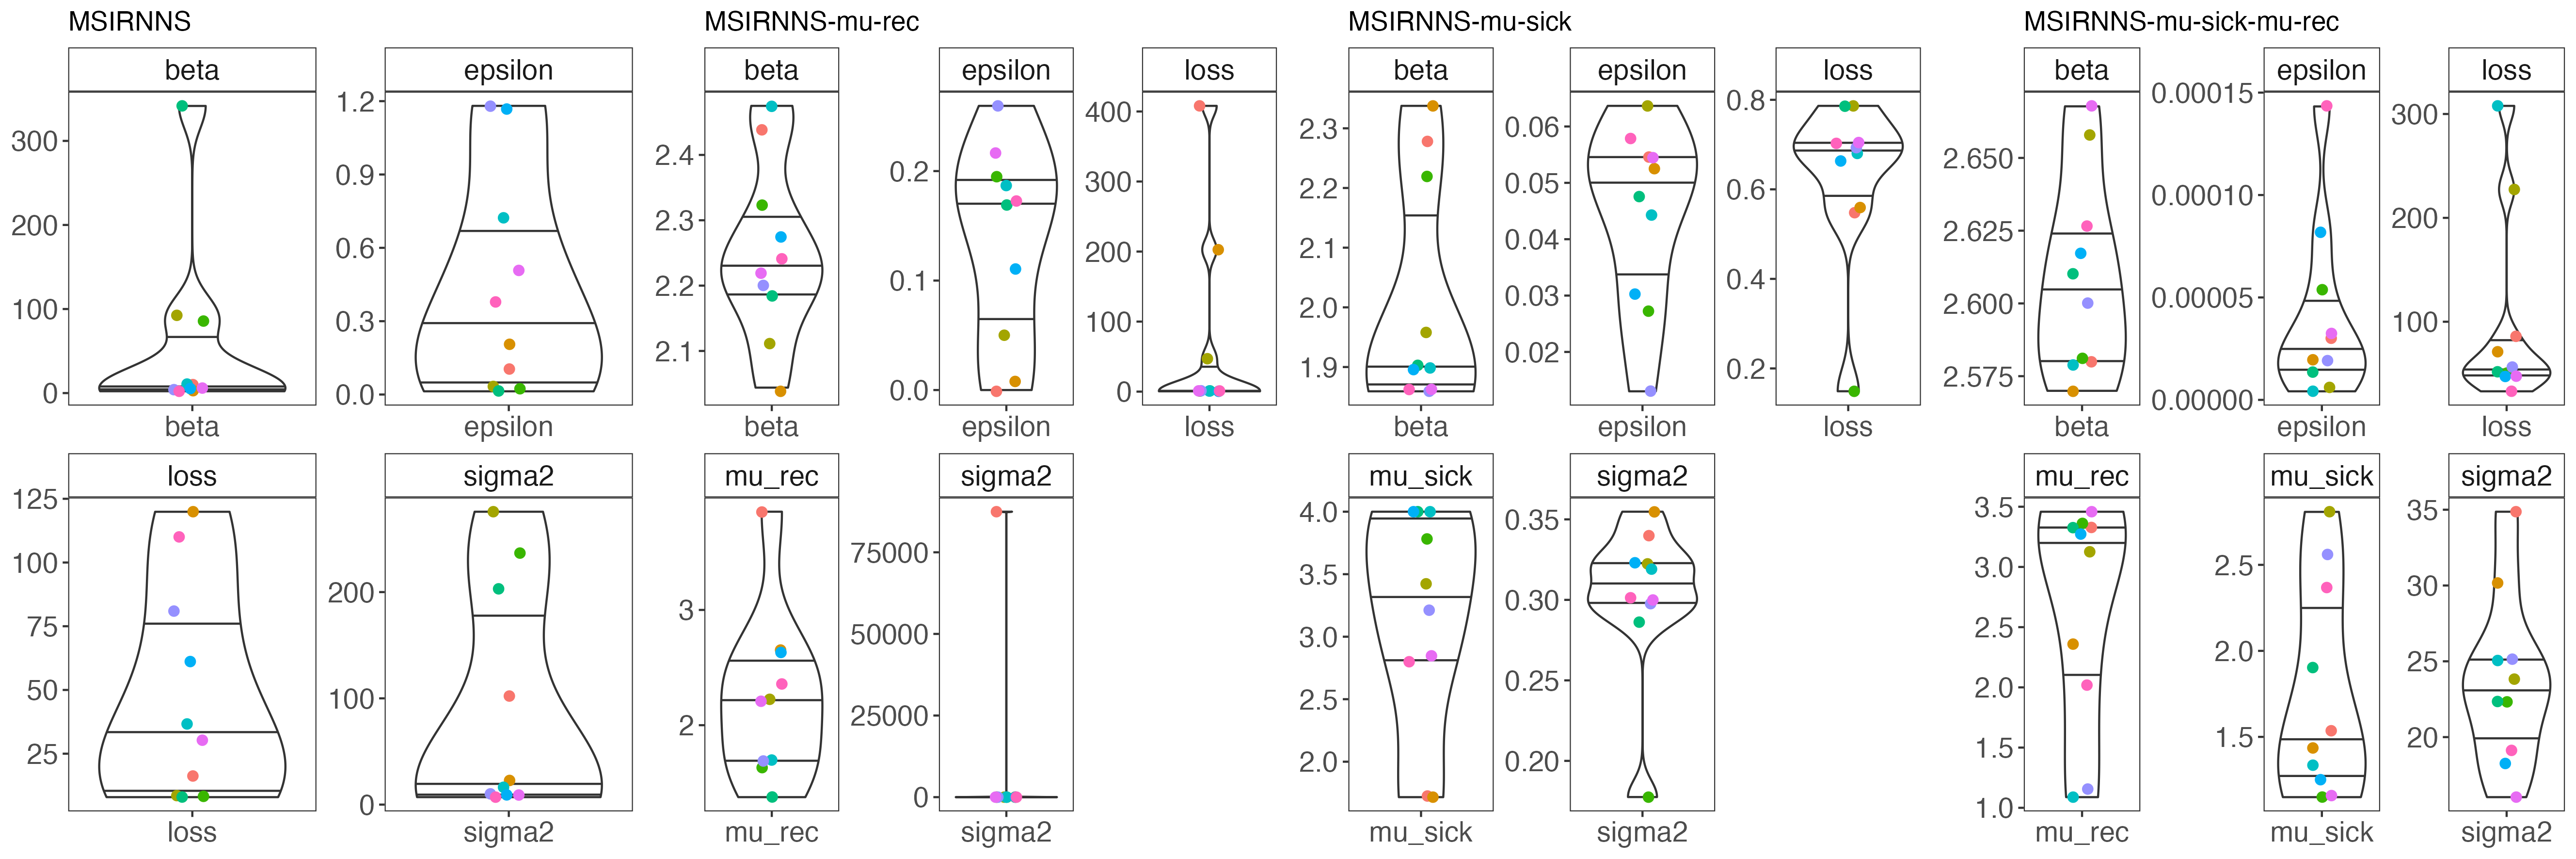 MSIRNNS
MSIRNNS-mu-rec
MSIRNNS-mu-sick
MSIRNNS-mu-sick-mu-rec
beta
300
200
100
0
beta
epsilon
1.2
0.9
0.6
0.3
0.0
epsilon
beta
2.4
2.3
2.2
2.1
beta
epsilon
0.2
0.1
0.0
epsilon
loss
400
300
200
100
0
loss
beta
2.3
2.2
2.1
2.0
1.9
beta
epsilon
0.06
0.05
0.04
0.03
0.02
epsilon
loss
0.8
0.6
0.4
0.2
loss
beta
2.650
2.625
2.600
2.575
beta
epsilon
0.00015
0.00010
0.00005
0.00000
epsilon
loss
300
200
100
loss
loss
125
100
75
50
25
loss
sigma2
200
100
0
sigma2
mu_rec
3
2
mu_rec
sigma2
75000
50000
25000
0
sigma2
mu_sick
4.0
3.5
3.0
2.5
2.0
mu_sick
sigma2
0.35
0.30
0.25
0.20
sigma2
mu_rec
3.5
3.0
2.5
2.0
1.5
1.0
mu_rec
mu_sick
2.5
2.0
1.5
mu_sick
sigma2
35
30
25
20
sigma2